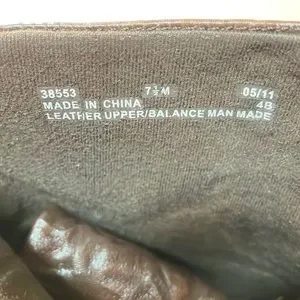 38553 7½M 05/11
MADE IN CHINA 4B
LEATHER UPPER/BALANCE MAN MADE